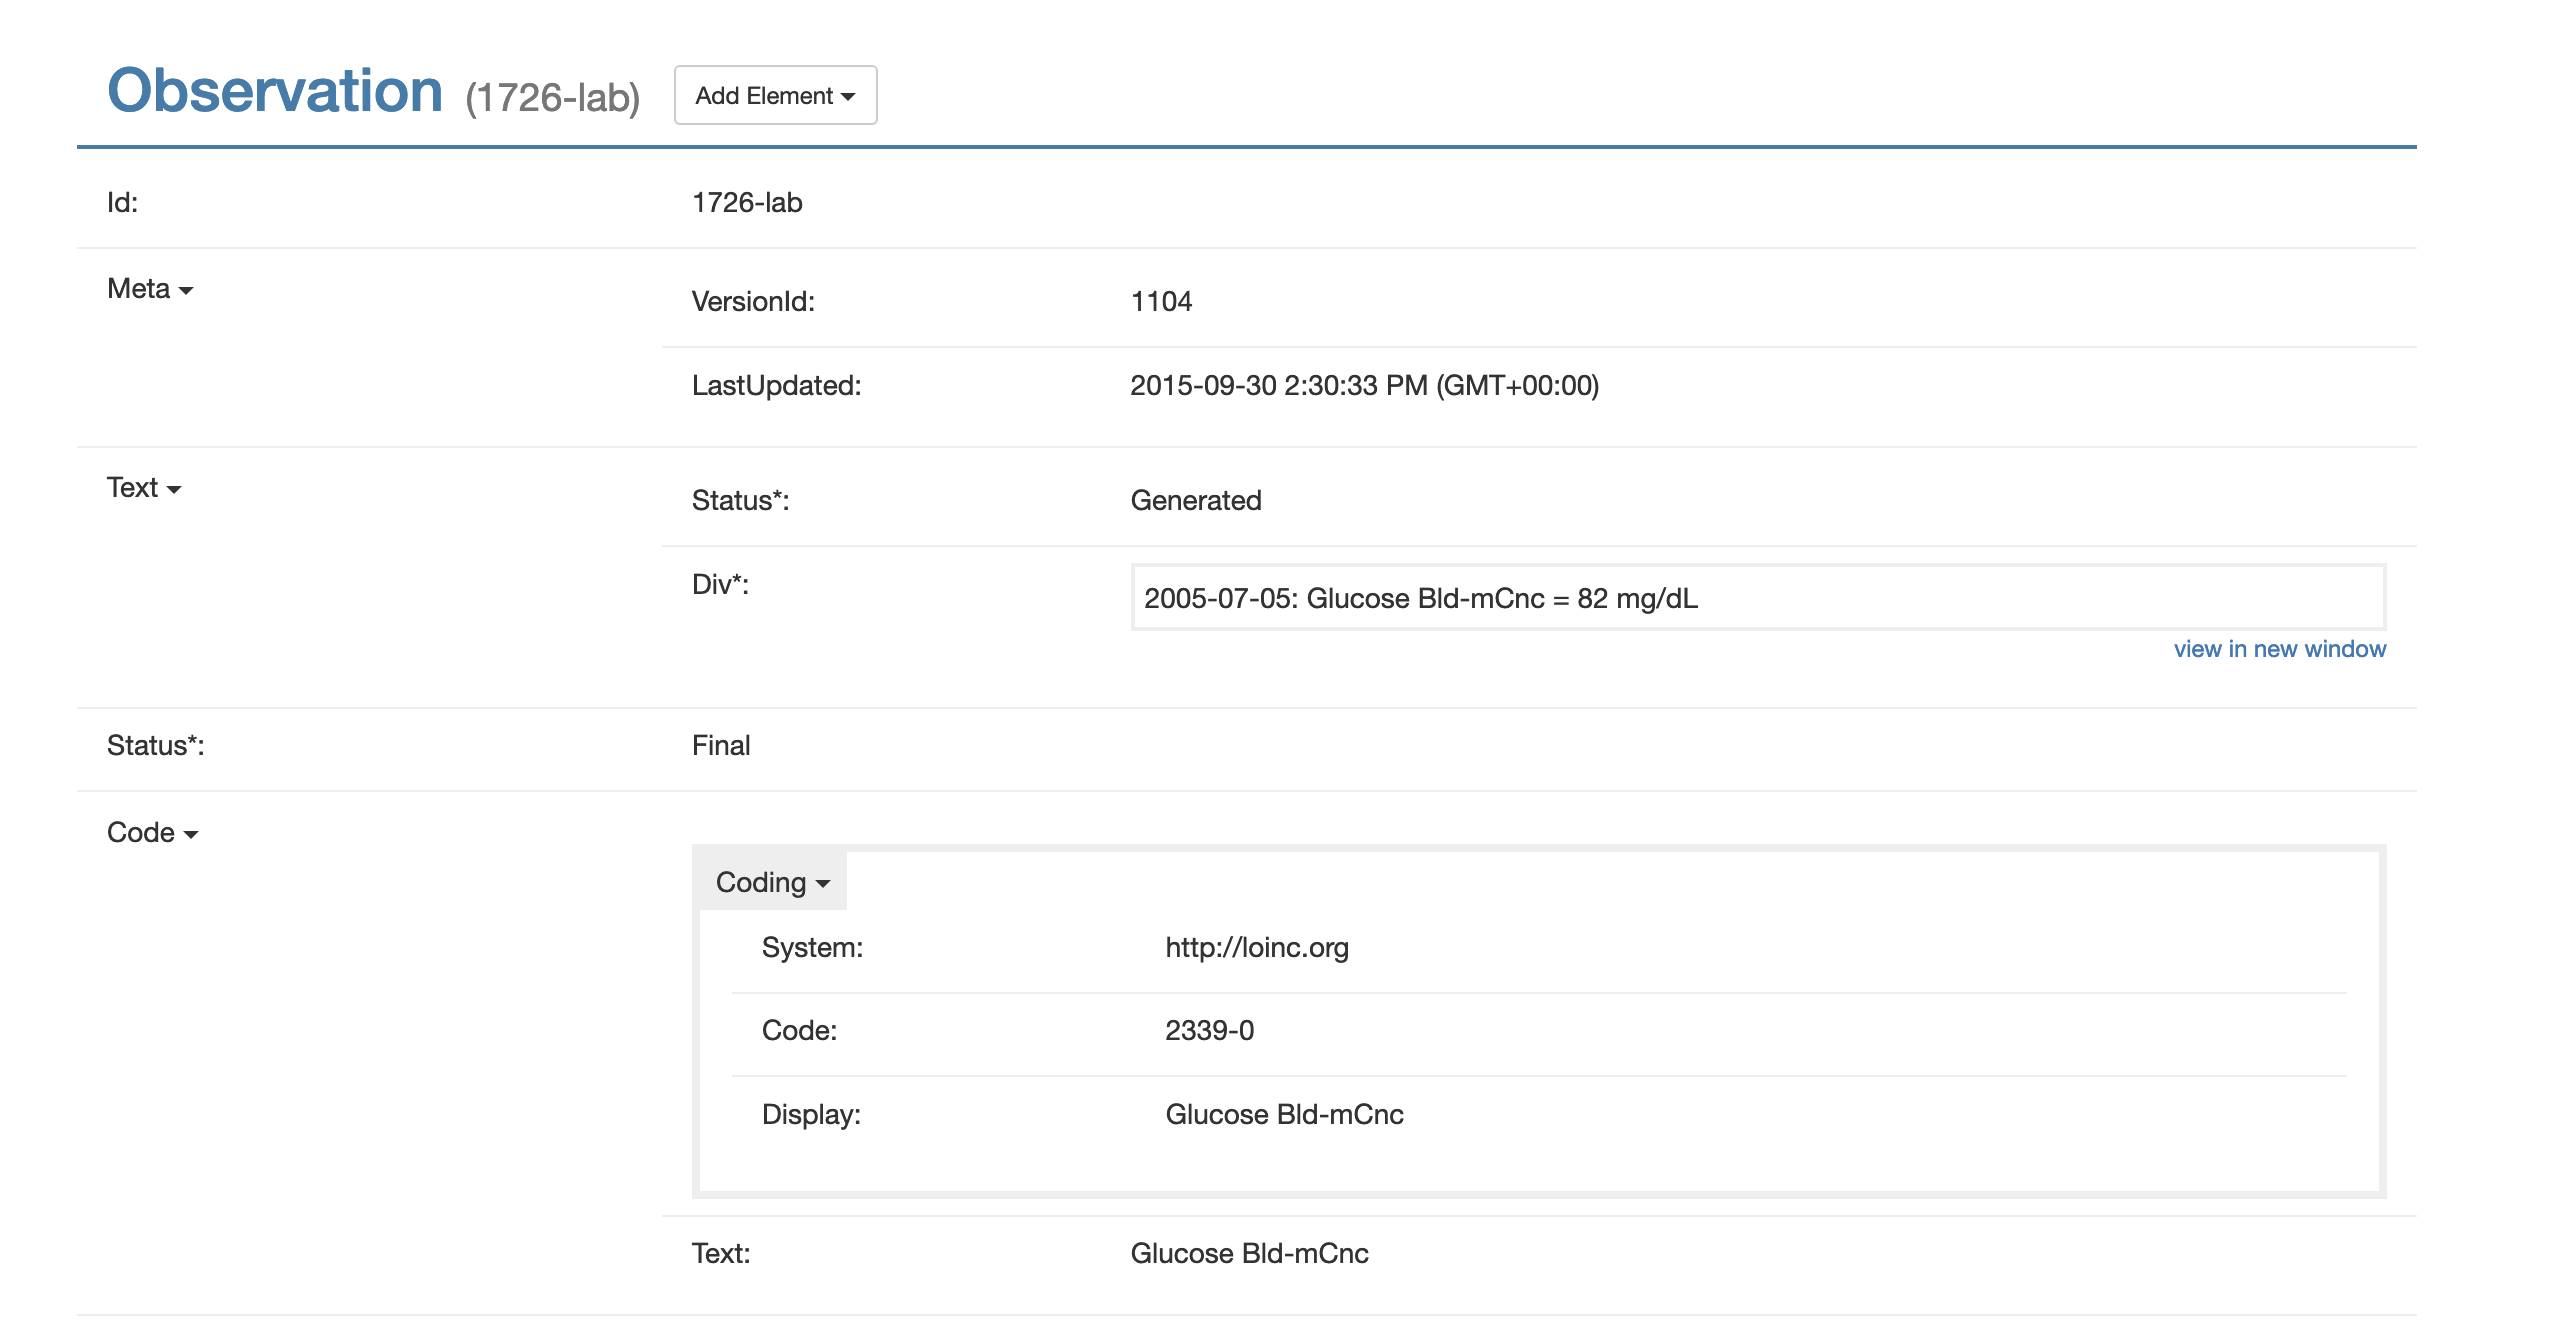 Observation (1726-lab) Add Element
Id: 1726-lab
Meta VersionId: 1104
LastUpdated: 2015-09-30 2:30:33 PM (GMT+00:00)
Text Status*: Generated
Div*: 2005-07-05: Glucose Bld-mCnc = 82 mg/dL
view in new window
Status*: Final
Code
Coding
System: http://loinc.org
Code: 2339-0
Display: Glucose Bld-mCnc
Text: Glucose Bld-mCnc